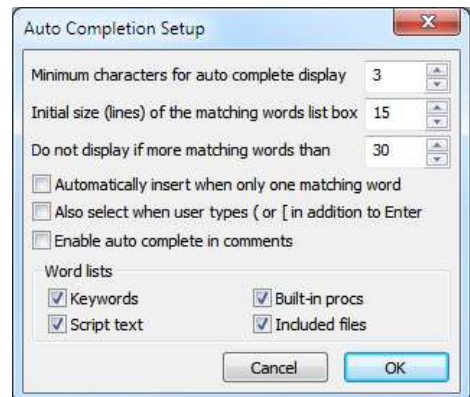 Auto Completion Setup
Minimum characters for auto complete display 3
Initial size (lines) of the matching words list box 15
Do not display if more matching words than 30
Automatically insert when only one matching word
Also select when user types ( or [ in addition to Enter
Enable auto complete in comments
Word lists
Keywords Built-in procs
Script text Included files
Cancel OK